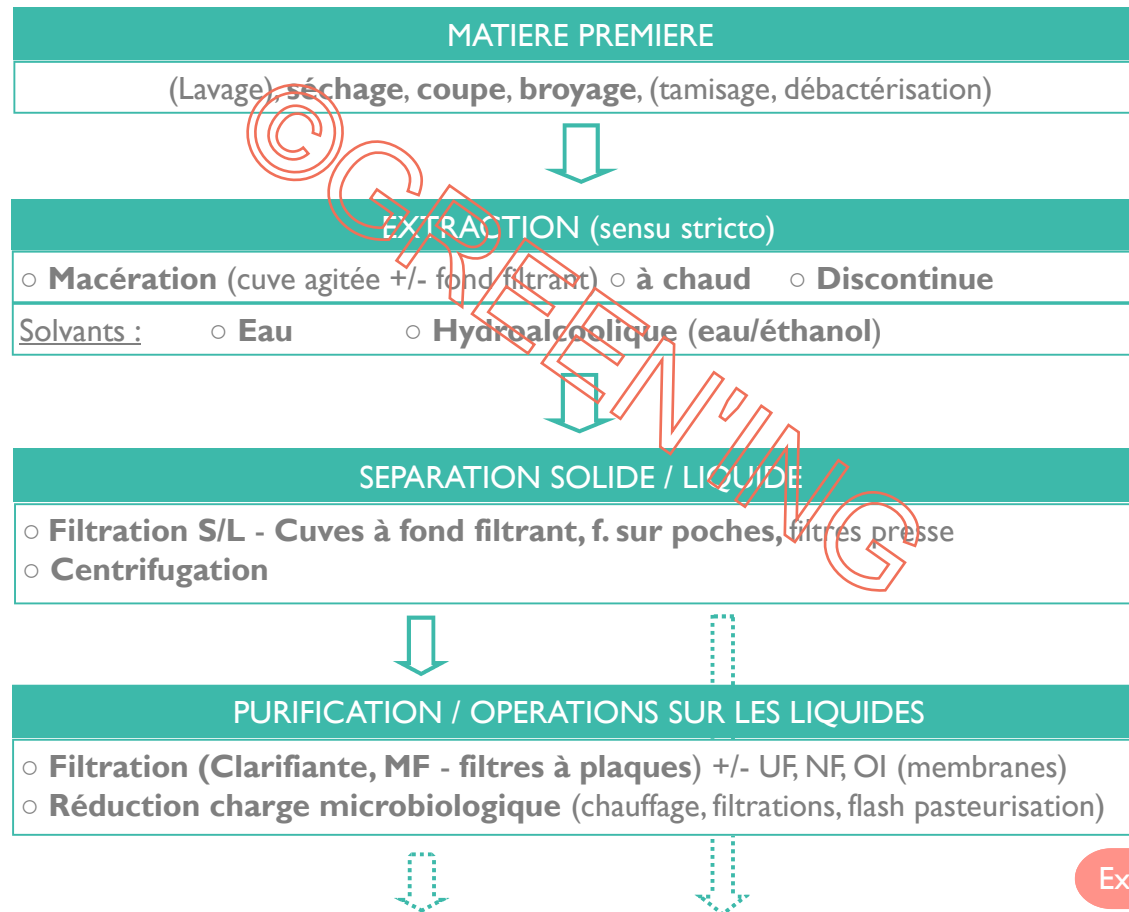 MATIERE PREMIERE
(Lavage), séchage, coupe, broyage, (tamisage, débactérisation)
EXTRACTION (sensu stricto)
○ Macération (cuve agitée +/- fond filtrant) ○ à chaud ○ Discontinue
Solvants : ○ Eau ○ Hydroalcoolique (eau/éthanol)
SEPARATION SOLIDE / LIQUIDE
○ Filtration S/L - Cuves à fond filtrant, f. sur poches, filtres presse
○ Centrifugation
PURIFICATION / OPERATIONS SUR LES LIQUIDES
○ Filtration (Clarifiante, MF - filtres à plaques) +/- UF, NF, OI (membranes)
○ Réduction charge microbiologique (chauffage, filtrations, flash pasteurisation)
Ex
©GREEN'ING